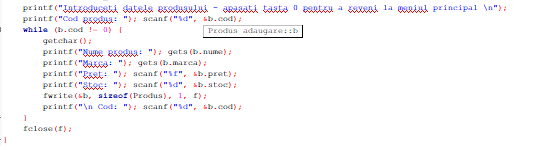 printf("Introduceti datele produsului - apasati tasta 0 pentru a reveni la meniul principal \n");
printf("Cod produs: "); scanf("%d", &b.cod);
while (b.cod != 0) {
Produs adaugare::b
getchar();
printf("Nume produs: "); gets(b.nume);
printf("Marca: "); gets(b.marca);
printf("Pret: "); scanf("%f", &b.pret);
printf("Stoc: "); scanf("%d", &b.stoc);
fwrite(&b, sizeof(Produs), 1, f);
printf("\n Cod: "); scanf("%d", &b.cod);
}
fclose(f);
}